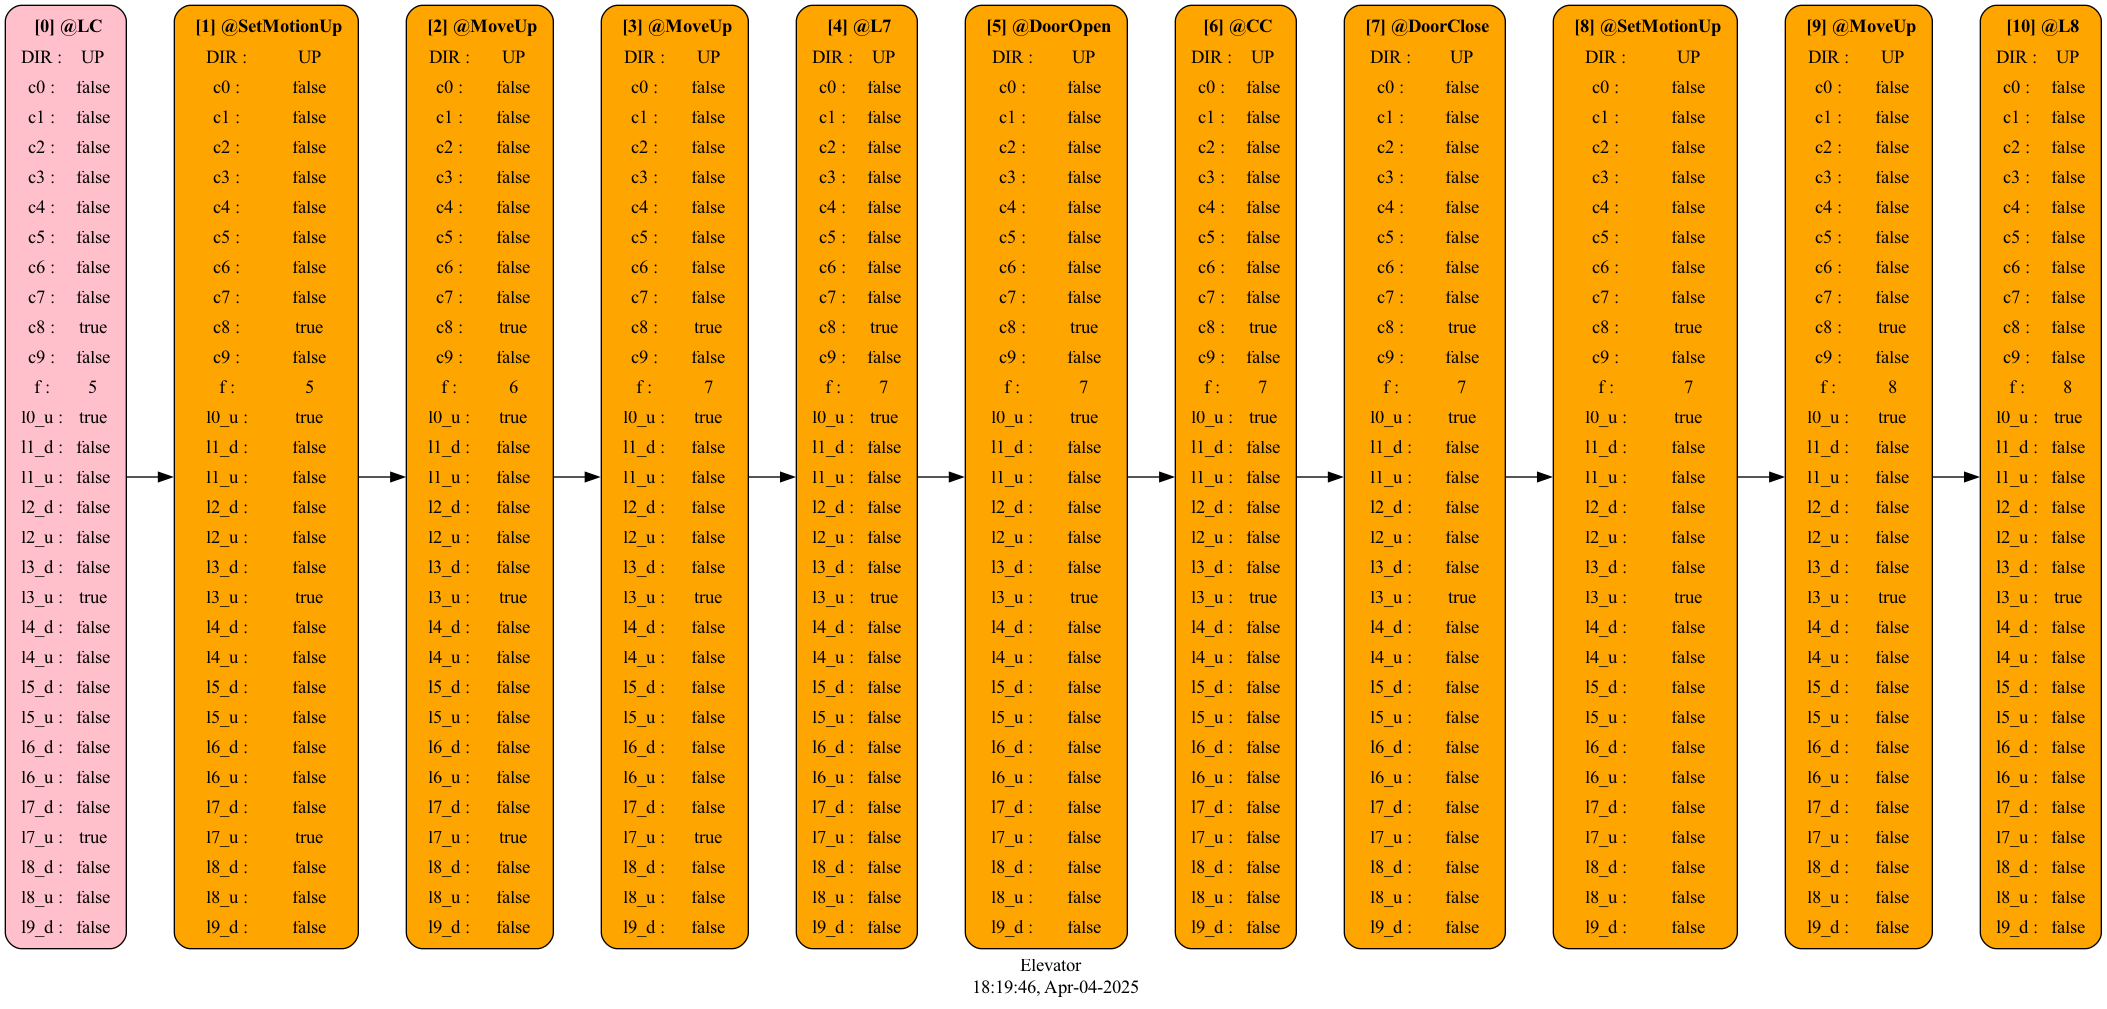 [0] @LC
DIR : UP
c0 : false
c1 : false
c2 : false
c3 : false
c4 : false
c5 : false
c6 : false
c7 : false
c8 : true
c9 : false
f : 5
l0_u : true
l1_d : false
l1_u : false
l2_d : false
l2_u : false
l3_d : false
l3_u : true
l4_d : false
l4_u : false
l5_d : false
l5_u : false
l6_d : false
l6_u : false
l7_d : false
l7_u : true
l8_d : false
l8_u : false
l9_d : false
[1] @SetMotionUp
DIR : UP
c0 : false
c1 : false
c2 : false
c3 : false
c4 : false
c5 : false
c6 : false
c7 : false
c8 : true
c9 : false
f : 5
l0_u : true
l1_d : false
l1_u : false
l2_d : false
l2_u : false
l3_d : false
l3_u : true
l4_d : false
l4_u : false
l5_d : false
l5_u : false
l6_d : false
l6_u : false
l7_d : false
l7_u : true
l8_d : false
l8_u : false
l9_d : false
[2] @MoveUp
DIR : UP
c0 : false
c1 : false
c2 : false
c3 : false
c4 : false
c5 : false
c6 : false
c7 : false
c8 : true
c9 : false
f : 6
l0_u : true
l1_d : false
l1_u : false
l2_d : false
l2_u : false
l3_d : false
l3_u : true
l4_d : false
l4_u : false
l5_d : false
l5_u : false
l6_d : false
l6_u : false
l7_d : false
l7_u : true
l8_d : false
l8_u : false
l9_d : false
[3] @MoveUp
DIR : UP
c0 : false
c1 : false
c2 : false
c3 : false
c4 : false
c5 : false
c6 : false
c7 : false
c8 : true
c9 : false
f : 7
l0_u : true
l1_d : false
l1_u : false
l2_d : false
l2_u : false
l3_d : false
l3_u : true
l4_d : false
l4_u : false
l5_d : false
l5_u : false
l6_d : false
l6_u : false
l7_d : false
l7_u : true
l8_d : false
l8_u : false
l9_d : false
[4] @L7
DIR : UP
c0 : false
c1 : false
c2 : false
c3 : false
c4 : false
c5 : false
c6 : false
c7 : false
c8 : true
c9 : false
f : 7
l0_u : true
l1_d : false
l1_u : false
l2_d : false
l2_u : false
l3_d : false
l3_u : true
l4_d : false
l4_u : false
l5_d : false
l5_u : false
l6_d : false
l6_u : false
l7_d : false
l7_u : false
l8_d : false
l8_u : false
l9_d : false
[5] @DoorOpen
DIR : UP
c0 : false
c1 : false
c2 : false
c3 : false
c4 : false
c5 : false
c6 : false
c7 : false
c8 : true
c9 : false
f : 7
l0_u : true
l1_d : false
l1_u : false
l2_d : false
l2_u : false
l3_d : false
l3_u : true
l4_d : false
l4_u : false
l5_d : false
l5_u : false
l6_d : false
l6_u : false
l7_d : false
l7_u : false
l8_d : false
l8_u : false
l9_d : false
[6] @CC
DIR : UP
c0 : false
c1 : false
c2 : false
c3 : false
c4 : false
c5 : false
c6 : false
c7 : false
c8 : true
c9 : false
f : 7
l0_u : true
l1_d : false
l1_u : false
l2_d : false
l2_u : false
l3_d : false
l3_u : true
l4_d : false
l4_u : false
l5_d : false
l5_u : false
l6_d : false
l6_u : false
l7_d : false
l7_u : false
l8_d : false
l8_u : false
l9_d : false
[7] @DoorClose
DIR : UP
c0 : false
c1 : false
c2 : false
c3 : false
c4 : false
c5 : false
c6 : false
c7 : false
c8 : true
c9 : false
f : 7
l0_u : true
l1_d : false
l1_u : false
l2_d : false
l2_u : false
l3_d : false
l3_u : true
l4_d : false
l4_u : false
l5_d : false
l5_u : false
l6_d : false
l6_u : false
l7_d : false
l7_u : false
l8_d : false
l8_u : false
l9_d : false
[8] @SetMotionUp
DIR : UP
c0 : false
c1 : false
c2 : false
c3 : false
c4 : false
c5 : false
c6 : false
c7 : false
c8 : true
c9 : false
f : 7
l0_u : true
l1_d : false
l1_u : false
l2_d : false
l2_u : false
l3_d : false
l3_u : true
l4_d : false
l4_u : false
l5_d : false
l5_u : false
l6_d : false
l6_u : false
l7_d : false
l7_u : false
l8_d : false
l8_u : false
l9_d : false
[9] @MoveUp
DIR : UP
c0 : false
c1 : false
c2 : false
c3 : false
c4 : false
c5 : false
c6 : false
c7 : false
c8 : true
c9 : false
f : 8
l0_u : true
l1_d : false
l1_u : false
l2_d : false
l2_u : false
l3_d : false
l3_u : true
l4_d : false
l4_u : false
l5_d : false
l5_u : false
l6_d : false
l6_u : false
l7_d : false
l7_u : false
l8_d : false
l8_u : false
l9_d : false
[10] @L8
DIR : UP
c0 : false
c1 : false
c2 : false
c3 : false
c4 : false
c5 : false
c6 : false
c7 : false
c8 : false
c9 : false
f : 8
l0_u : true
l1_d : false
l1_u : false
l2_d : false
l2_u : false
l3_d : false
l3_u : true
l4_d : false
l4_u : false
l5_d : false
l5_u : false
l6_d : false
l6_u : false
l7_d : false
l7_u : false
l8_d : false
l8_u : false
l9_d : false
Elevator
18:19:46, Apr-04-2025